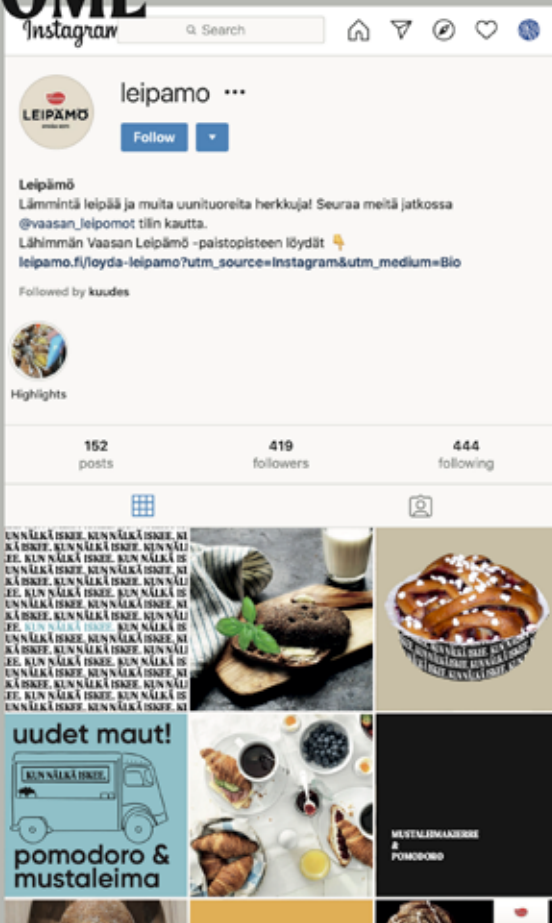 OME
Instagram
Search
LEIPÄMÖ
leipamo
Follow
Leipämö
Lämmintä leipää ja muita uunituoreita herkkuja! Seuraa meitä jatkossa
@vaasan_leipomot tilin kautta.
Lähimmän Vaasan Leipämö -paistopisteen löydät 👇
leipamo.fi/loyda-leipamo?utm_source=Instagram&utm_medium=Bio
Followed by kuudes
Highlights
152 419 444
posts followers following
KUN NÄLKÄ ISKEE.
uudet maut!
KUN NÄLKÄ ISKEE.
pomodoro &
mustaleima
MUSTALEIMAKIERRE
&
POMODORO